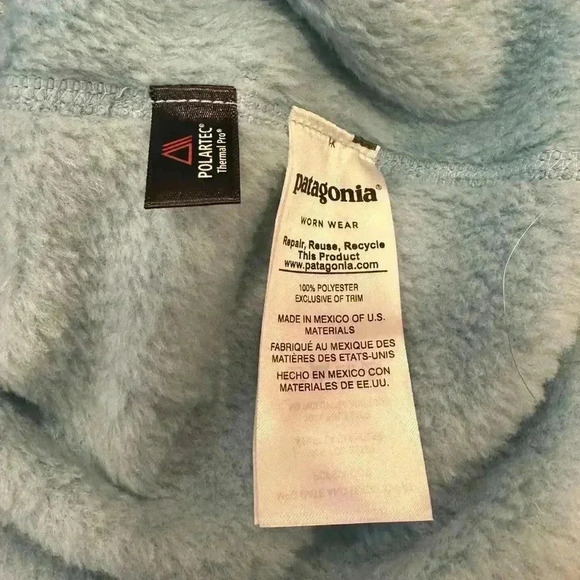 POLARTEC®
Thermal Pro®
patagonia®
WORN WEAR
Repair, Reuse, Recycle
This Product
www.patagonia.com
100% POLYESTER
EXCLUSIVE OF TRIM
MADE IN MEXICO OF U.S.
MATERIALS
FABRIQUÉ AU MEXIQUE DES
MATIÈRES DES ETATS-UNIS
HECHO EN MEXICO CON
MATERIALES DE EE.UU.